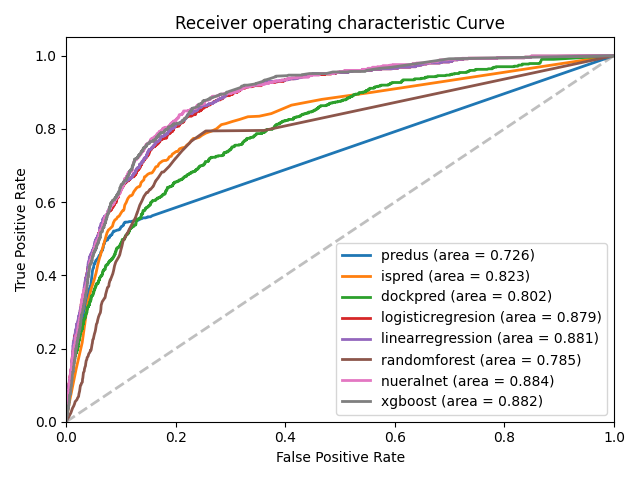 Receiver operating characteristic Curve
1.0
0.8
0.6
0.4
0.2
0.0
True Positive Rate
predus (area = 0.726)
ispred (area = 0.823)
dockpred (area = 0.802)
logisticregresion (area = 0.879)
linearregression (area = 0.881)
randomforest (area = 0.785)
nueralnet (area = 0.884)
xgboost (area = 0.882)
0.0 0.2 0.4 0.6 0.8 1.0
False Positive Rate